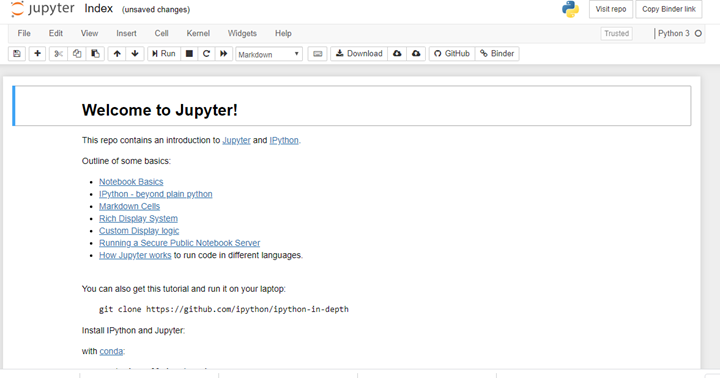 jupyter Index (unsaved changes) Visit repo Copy Binder link
File Edit View Insert Cell Kernel Widgets Help Trusted Python 3
Run Markdown Download GitHub Binder
Welcome to Jupyter!
This repo contains an introduction to Jupyter and IPython.
Outline of some basics:
Notebook Basics
IPython - beyond plain python
Markdown Cells
Rich Display System
Custom Display logic
Running a Secure Public Notebook Server
How Jupyter works to run code in different languages.
You can also get this tutorial and run it on your laptop:
git clone https://github.com/ipython/ipython-in-depth
Install IPython and Jupyter:
with conda: